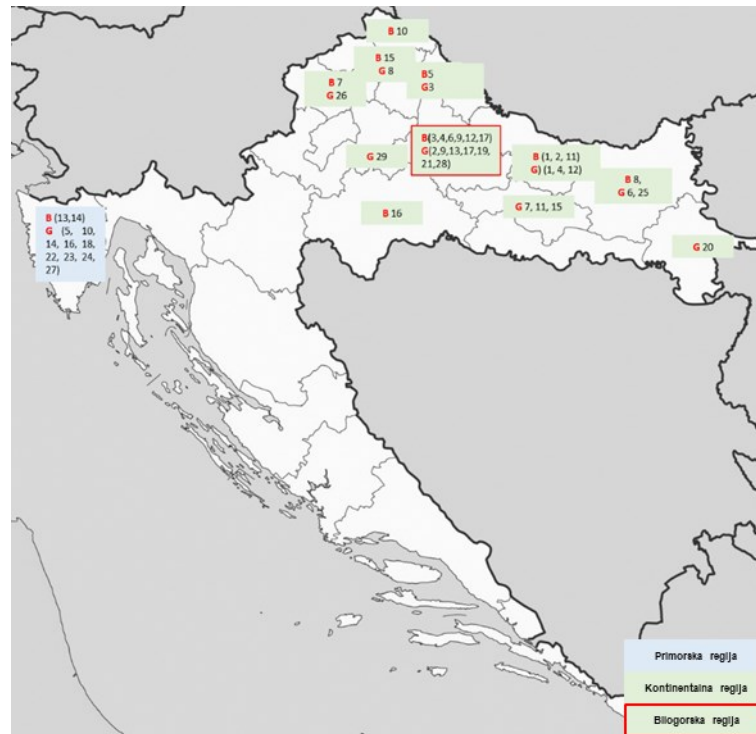 B 10
B 15
G 8
B5
G3
B 7
G 26
B(3,4,6,9,12,17)
G(2,9,13,17,19,
21,28)
G 29
B (1, 2, 11)
G) (1, 4, 12)
B 8,
G 6, 25
B (13,14)
G (5, 10,
14, 16, 18,
22, 23, 24,
27)
B 16
G 7, 11, 15
G 20
Primorska regija
Kontinentalna regija
Bilogorska regija